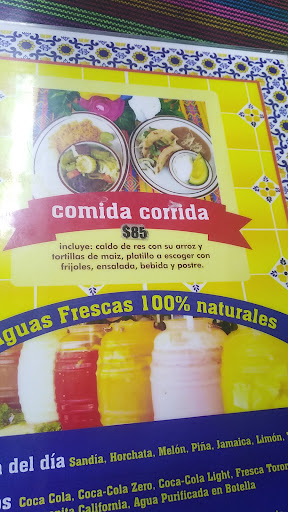 comida corrida
$85
incluye: caldo de res con su arroz y
tortillas de maiz, platillo a escoger con
frijoles, ensalada, bebida y postre.
Aguas Frescas 100% naturales
del día Sandía, Horchata, Melón, Piña, Jamaica, Limón,
Coca Cola, Coca-Cola Zero, Coca-Cola Light, Fresca
California, Agua Purificada en Botella